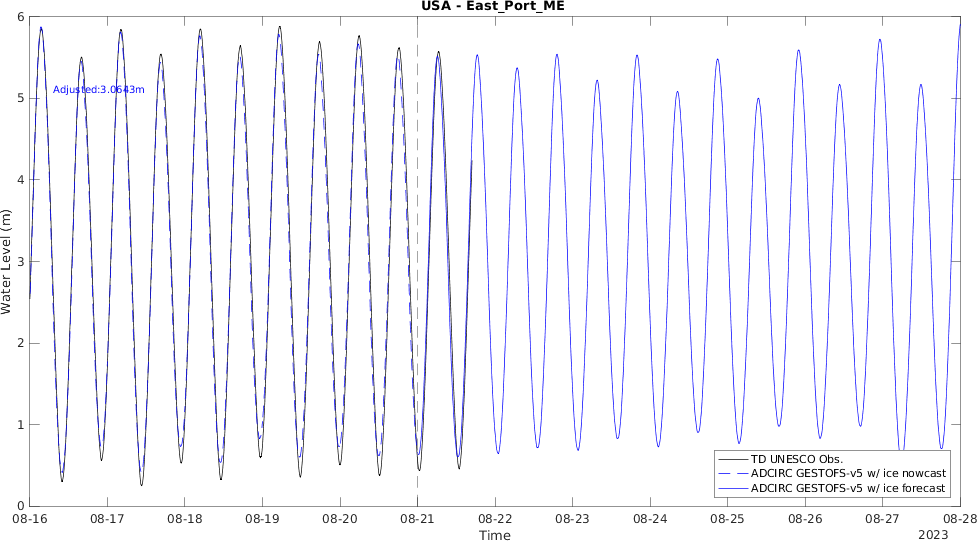 USA - East_Port_ME
6
5
4
3
2
1
0
Water Level (m)
Adjusted:3.0643m
TD UNESCO Obs.
ADCIRC GESTOFS-v5 w/ ice nowcast
ADCIRC GESTOFS-v5 w/ ice forecast
08-16 08-17 08-18 08-19 08-20 08-21 08-22 08-23 08-24 08-25 08-26 08-27 08-28
Time
2023